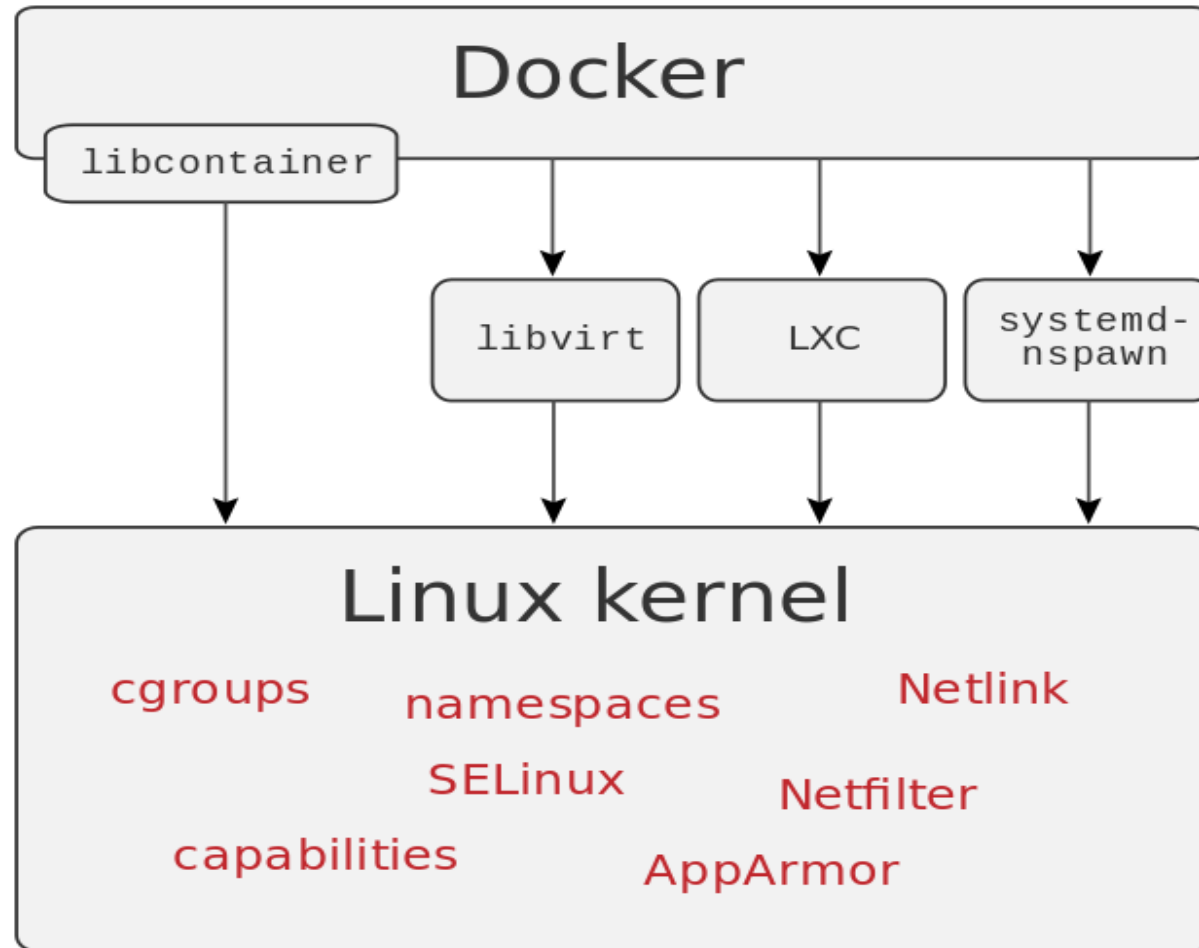 Docker
libcontainer
libvirt
LXC
systemd-
nspawn
Linux kernel
cgroups
namespaces
Netlink
SELinux
Netfilter
capabilities
AppArmor